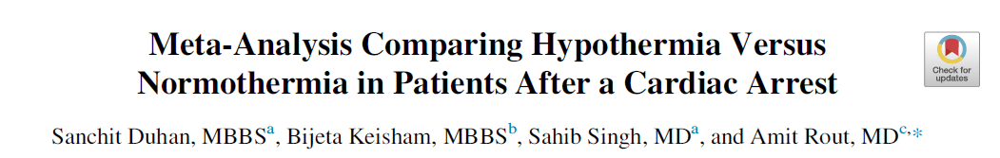 Meta-Analysis Comparing Hypothermia Versus
Normothermia in Patients After a Cardiac Arrest
Check for
updates
Sanchit Duhan, MBBSa, Bijeta Keisham, MBBSb, Sahib Singh, MDa, and Amit Rout, MDc,*